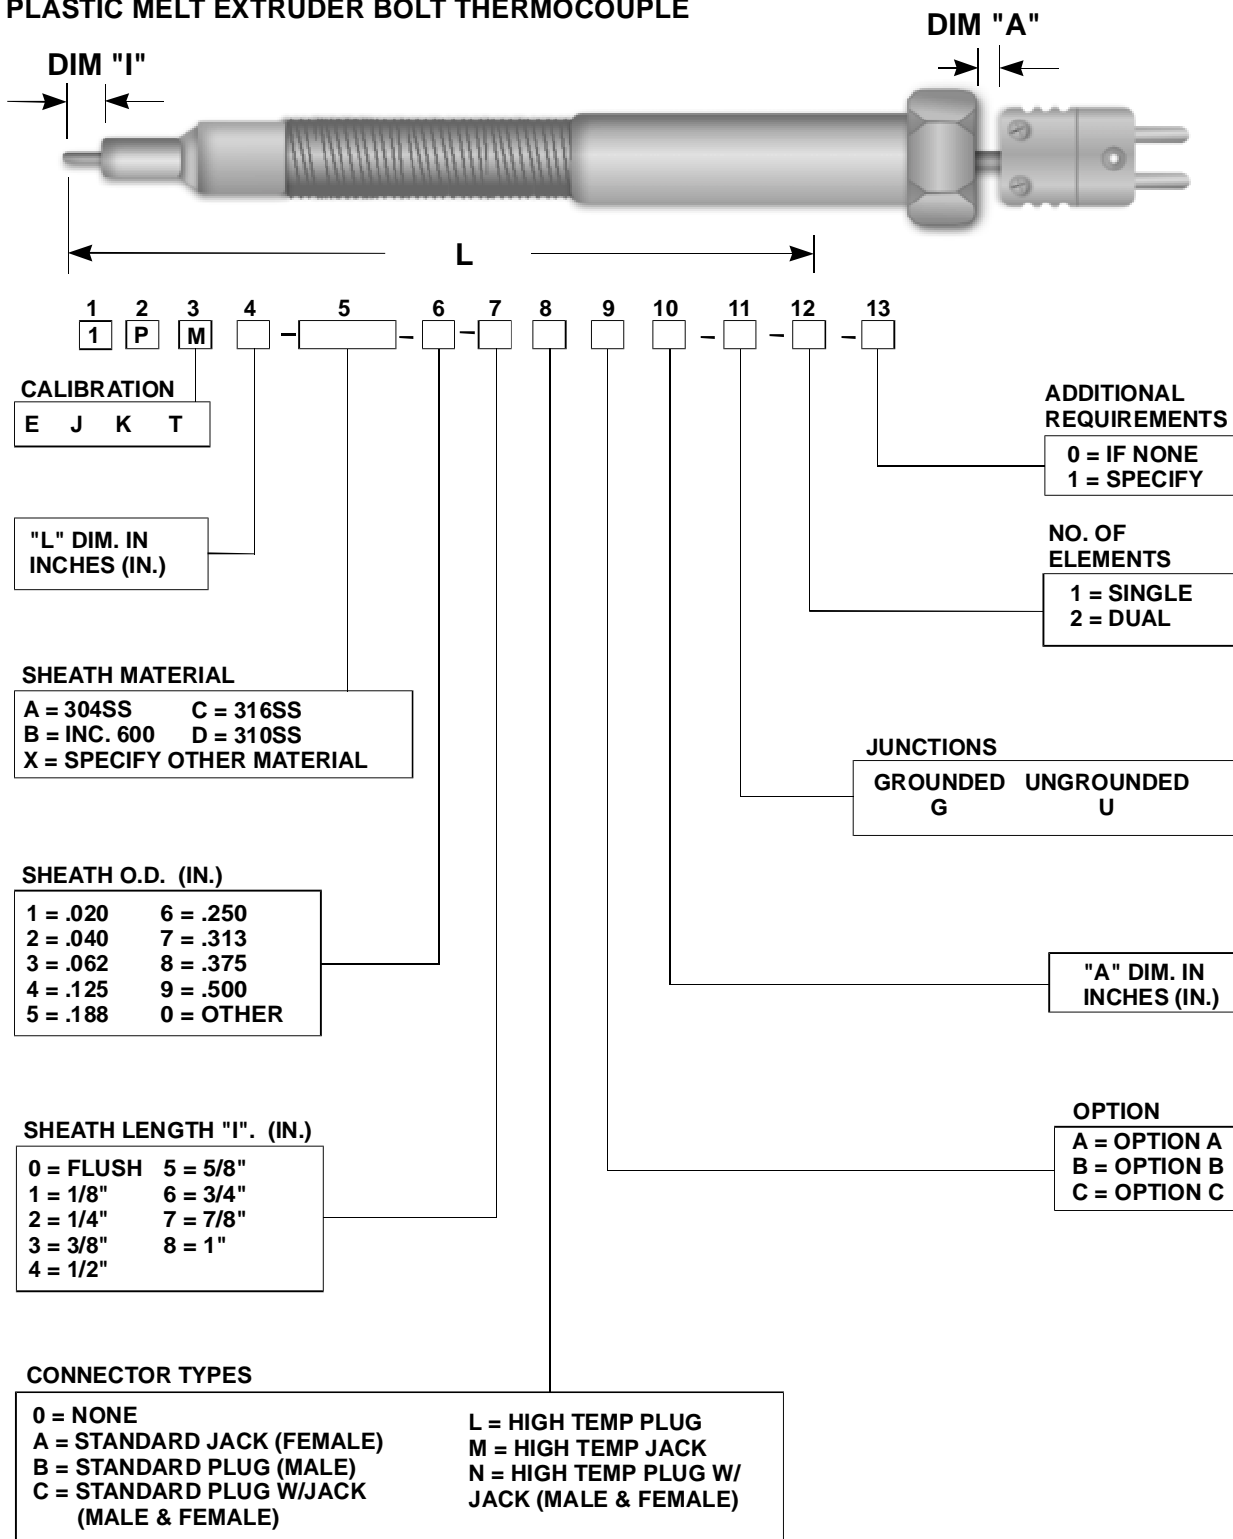 PLASTIC MELT EXTRUDER BOLT THERMOCOUPLE
DIM "A"
DIM "I"
L
1 2 3 4 5 6 7 8 9 10 11 12 13
1 P M – – – – – –
CALIBRATION
E J K T
"L" DIM. IN
INCHES (IN.)
SHEATH MATERIAL
A = 304SS C = 316SS
B = INC. 600 D = 310SS
X = SPECIFY OTHER MATERIAL
SHEATH O.D. (IN.)
1 = .020 6 = .250
2 = .040 7 = .313
3 = .062 8 = .375
4 = .125 9 = .500
5 = .188 0 = OTHER
SHEATH LENGTH "I". (IN.)
0 = FLUSH 5 = 5/8"
1 = 1/8" 6 = 3/4"
2 = 1/4" 7 = 7/8"
3 = 3/8" 8 = 1"
4 = 1/2"
CONNECTOR TYPES
0 = NONE
A = STANDARD JACK (FEMALE)
B = STANDARD PLUG (MALE)
C = STANDARD PLUG W/JACK
(MALE & FEMALE)
L = HIGH TEMP PLUG
M = HIGH TEMP JACK
N = HIGH TEMP PLUG W/
JACK (MALE & FEMALE)
ADDITIONAL
REQUIREMENTS
0 = IF NONE
1 = SPECIFY
NO. OF
ELEMENTS
1 = SINGLE
2 = DUAL
JUNCTIONS
GROUNDED UNGROUNDED
G U
"A" DIM. IN
INCHES (IN.)
OPTION
A = OPTION A
B = OPTION B
C = OPTION C